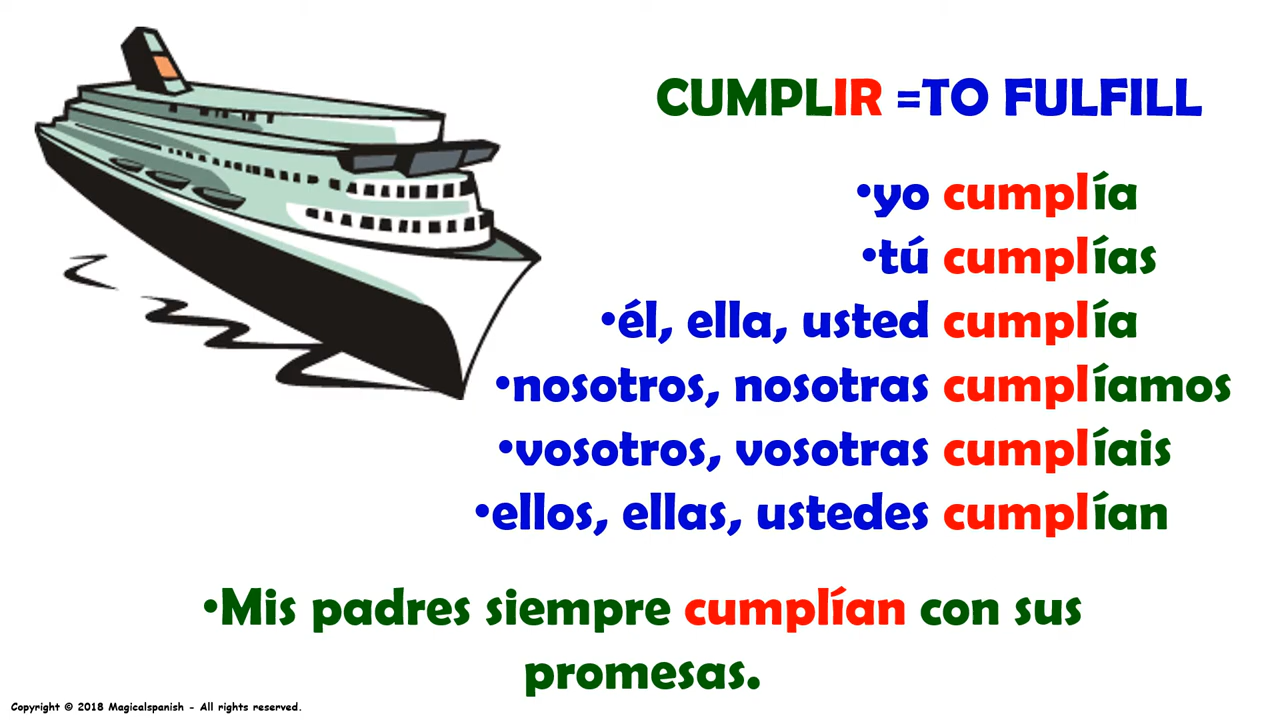 CUMPLIR =TO FULFILL
•yo cumplía
•tú cumplías
•él, ella, usted cumplía
•nosotros, nosotras cumplíamos
•vosotros, vosotras cumplíais
•ellos, ellas, ustedes cumplían
•Mis padres siempre cumplían con sus
promesas.
Copyright © 2018 Magicalspanish - All rights reserved.